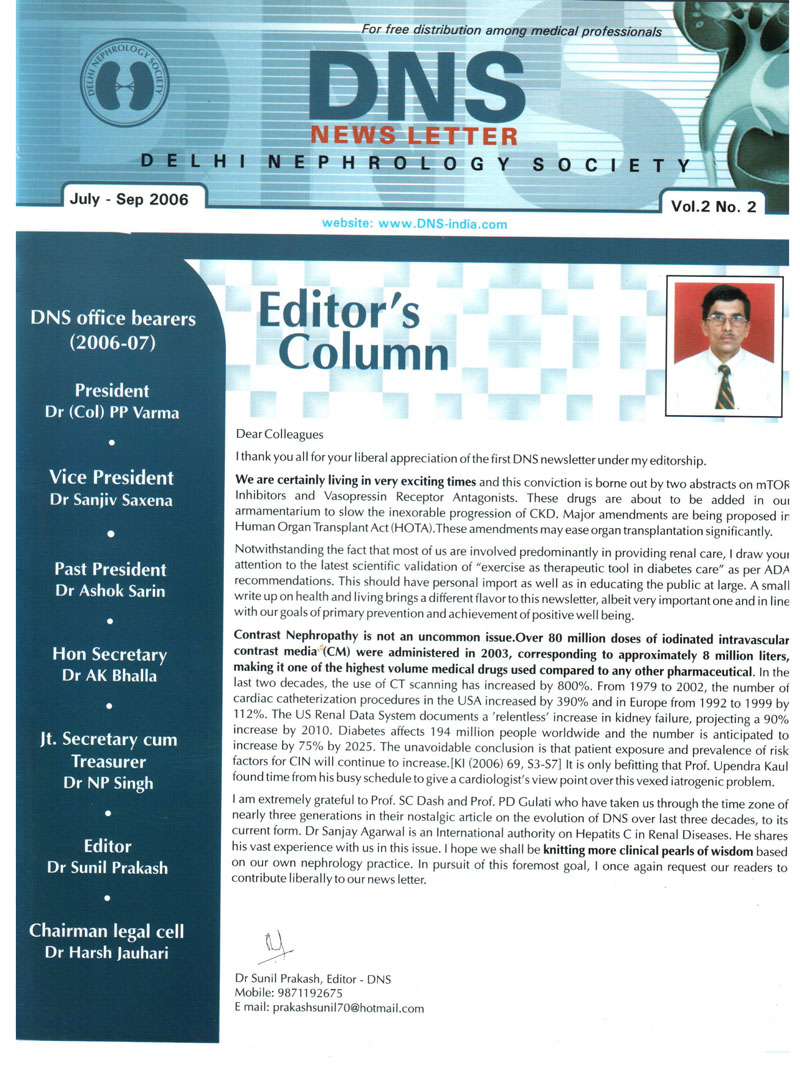 For free distribution among medical professionals
DELHI NEPHROLOGY SOCIETY
DNS
NEWS LETTER
DELHI NEPHROLOGY SOCIETY
July - Sep 2006
Vol.2 No. 2
website: www.DNS-india.com
DNS office bearers
(2006-07)
President
Dr (Col) PP Varma
•
Vice President
Dr Sanjiv Saxena
•
Past President
Dr Ashok Sarin
•
Hon Secretary
Dr AK Bhalla
•
Jt. Secretary cum
Treasurer
Dr NP Singh
•
Editor
Dr Sunil Prakash
•
Chairman legal cell
Dr Harsh Jauhari
Editor's
Column
Dear Colleagues
I thank you all for your liberal appreciation of the first DNS newsletter under my editorship.
We are certainly living in very exciting times and this conviction is borne out by two abstracts on mTOR
Inhibitors and Vasopressin Receptor Antagonists. These drugs are about to be added in our
armamentarium to slow the inexorable progression of CKD. Major amendments are being proposed in
Human Organ Transplant Act (HOTA).These amendments may ease organ transplantation significantly.
Notwithstanding the fact that most of us are involved predominantly in providing renal care, I draw your
attention to the latest scientific validation of "exercise as therapeutic tool in diabetes care" as per ADA
recommendations. This should have personal import as well as in educating the public at large. A small
write up on health and living brings a different flavor to this newsletter, albeit very important one and in line
with our goals of primary prevention and achievement of positive well being.
Contrast Nephropathy is not an uncommon issue.Over 80 million doses of iodinated intravascular
contrast media (CM) were administered in 2003, corresponding to approximately 8 million liters,
making it one of the highest volume medical drugs used compared to any other pharmaceutical. In the
last two decades, the use of CT scanning has increased by 800%. From 1979 to 2002, the number of
cardiac catheterization procedures in the USA increased by 390% and in Europe from 1992 to 1999 by
112%. The US Renal Data System documents a 'relentless' increase in kidney failure, projecting a 90%
increase by 2010. Diabetes affects 194 million people worldwide and the number is anticipated to
increase by 75% by 2025. The unavoidable conclusion is that patient exposure and prevalence of risk
factors for CIN will continue to increase.[KI (2006) 69, S3-S7] It is only befitting that Prof. Upendra Kaul
found time from his busy schedule to give a cardiologist's view point over this vexed iatrogenic problem.
I am extremely grateful to Prof. SC Dash and Prof. PD Gulati who have taken us through the time zone of
nearly three generations in their nostalgic article on the evolution of DNS over last three decades, to its
current form. Dr Sanjay Agarwal is an International authority on Hepatits C in Renal Diseases. He shares
his vast experience with us in this issue. I hope we shall be knitting more clinical pearls of wisdom based
on our own nephrology practice. In pursuit of this foremost goal, I once again request our readers to
contribute liberally to our news letter.
Dr Sunil Prakash, Editor - DNS
Mobile: 9871192675
E mail: prakashsunil70@hotmail.com